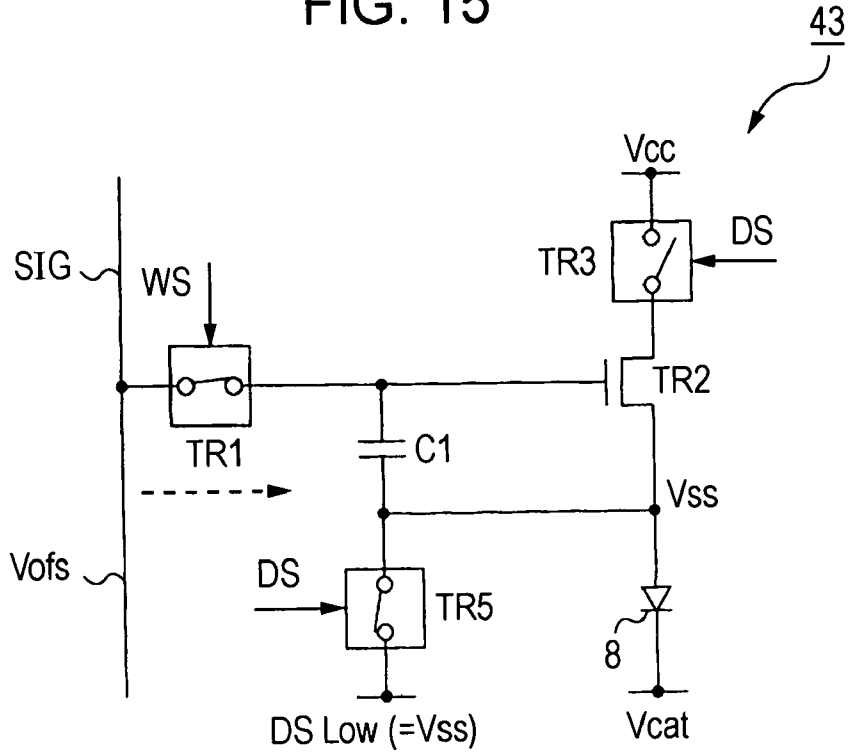 FIG. 15
43
Vcc
SIG
WS
TR3
DS
TR2
TR1
C1
Vss
Vofs
DS
TR5
8
DS Low (=Vss)
Vcat